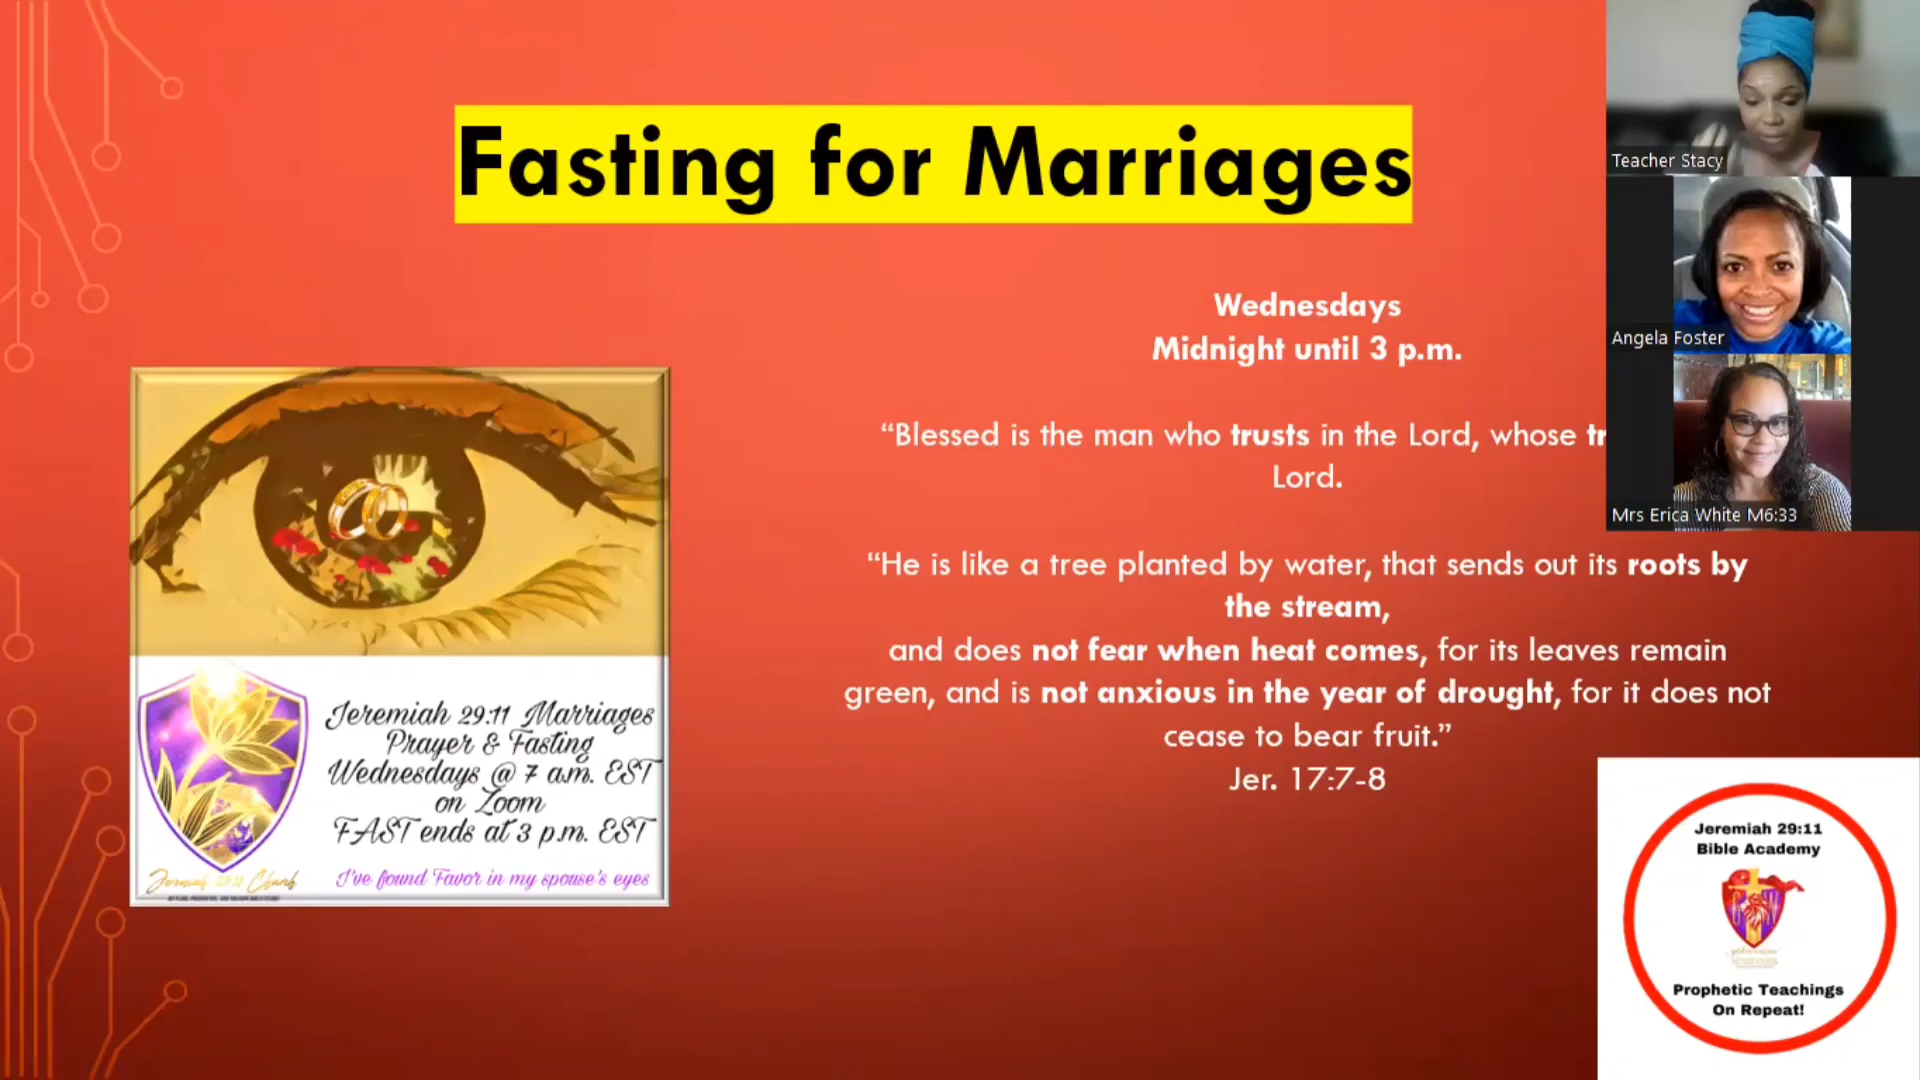 Fasting for Marriages
Wednesdays
Midnight until 3 p.m.
“Blessed is the man who trusts in the Lord, whose
Lord.
“He is like a tree planted by water, that sends out its roots by
the stream,
and does not fear when heat comes, for its leaves remain
green, and is not anxious in the year of drought, for it does not
cease to bear fruit.”
Jer. 17:7-8
Jeremiah 29:11 Marriages
Prayer & Fasting
Wednesdays @ 7 a.m. EST
on Zoom
FAST ends at 3 p.m. EST
I've found Favor in my spouse's eyes
Jeremiah 29:11 Church
Teacher Stacy
Angela Foster
Mrs Erica White M6:33
Jeremiah 29:11
Bible Academy
Prophetic Teachings
On Repeat!